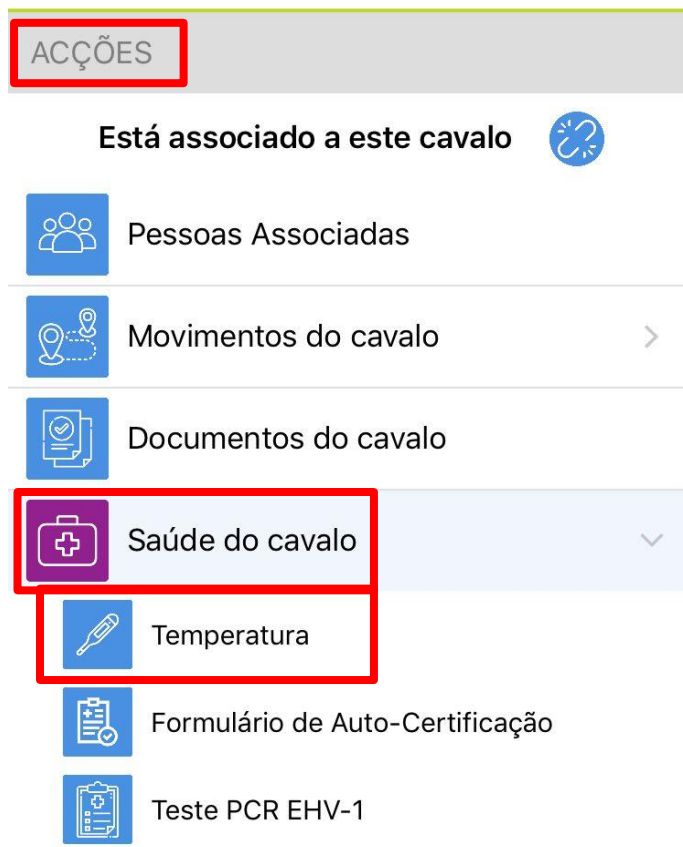 ACÇÕES
Está associado a este cavalo
Pessoas Associadas
Movimentos do cavalo
Documentos do cavalo
Saúde do cavalo
Temperatura
Formulário de Auto-Certificação
Teste PCR EHV-1